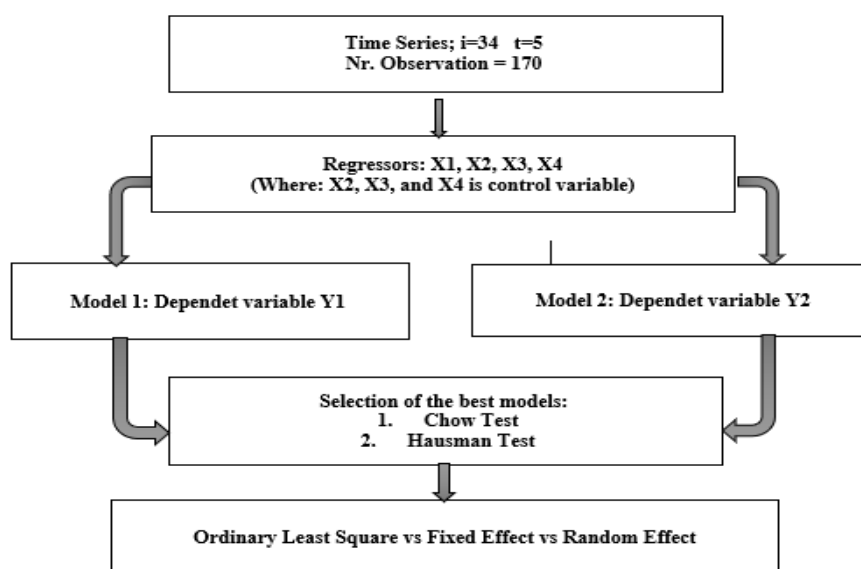 Time Series; i=34 t=5
Nr. Observation = 170
Regressors: X1, X2, X3, X4
(Where: X2, X3, and X4 is control variable)
Model 1: Dependet variable Y1
Model 2: Dependet variable Y2
Selection of the best models:
1. Chow Test
2. Hausman Test
Ordinary Least Square vs Fixed Effect vs Random Effect